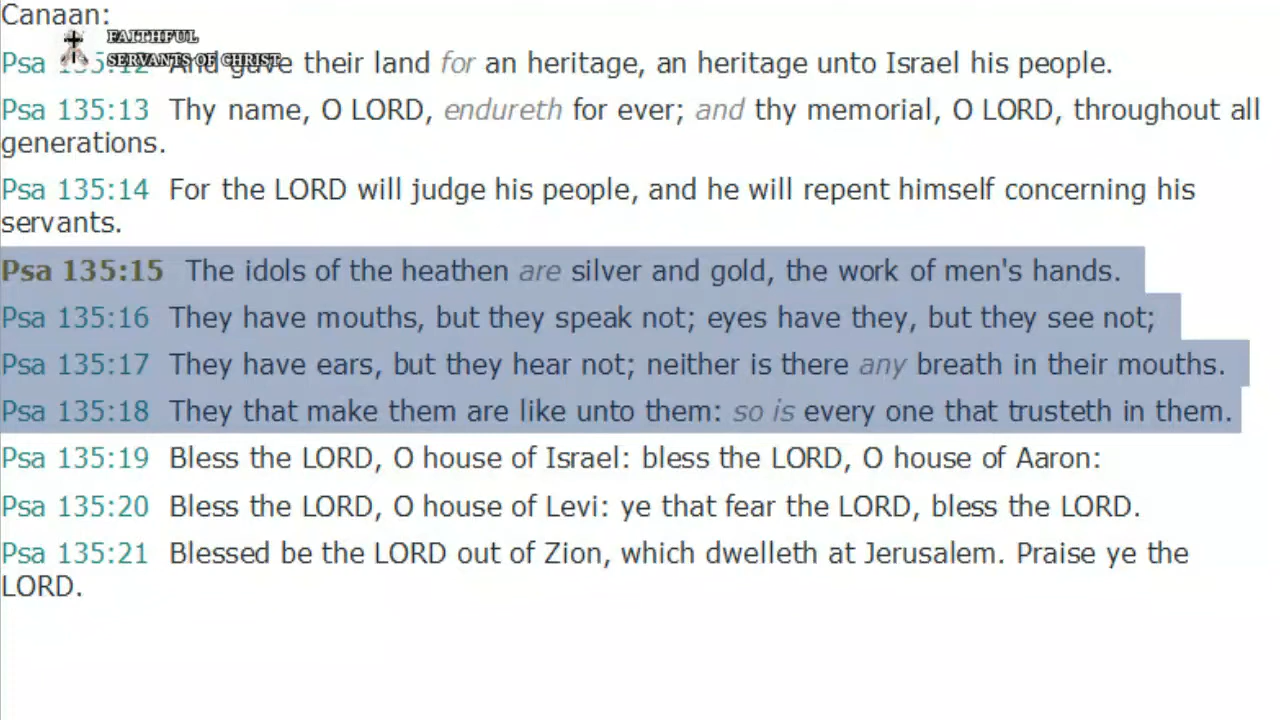 Canaan:
FAITHFUL
SERVANTS OF CHRIST
Psa 135:12 And gave their land for an heritage, an heritage unto Israel his people.
Psa 135:13 Thy name, O LORD, endureth for ever; and thy memorial, O LORD, throughout all
generations.
Psa 135:14 For the LORD will judge his people, and he will repent himself concerning his
servants.
Psa 135:15 The idols of the heathen are silver and gold, the work of men's hands.
Psa 135:16 They have mouths, but they speak not; eyes have they, but they see not;
Psa 135:17 They have ears, but they hear not; neither is there any breath in their mouths.
Psa 135:18 They that make them are like unto them: so is every one that trusteth in them.
Psa 135:19 Bless the LORD, O house of Israel: bless the LORD, O house of Aaron:
Psa 135:20 Bless the LORD, O house of Levi: ye that fear the LORD, bless the LORD.
Psa 135:21 Blessed be the LORD out of Zion, which dwelleth at Jerusalem. Praise ye the
LORD.